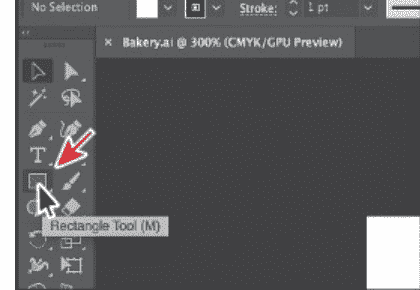 No Selection
Stroke: 1 pt
× Bakery.ai @ 300% (CMYK/GPU Preview)
T
Rectangle Tool (M)